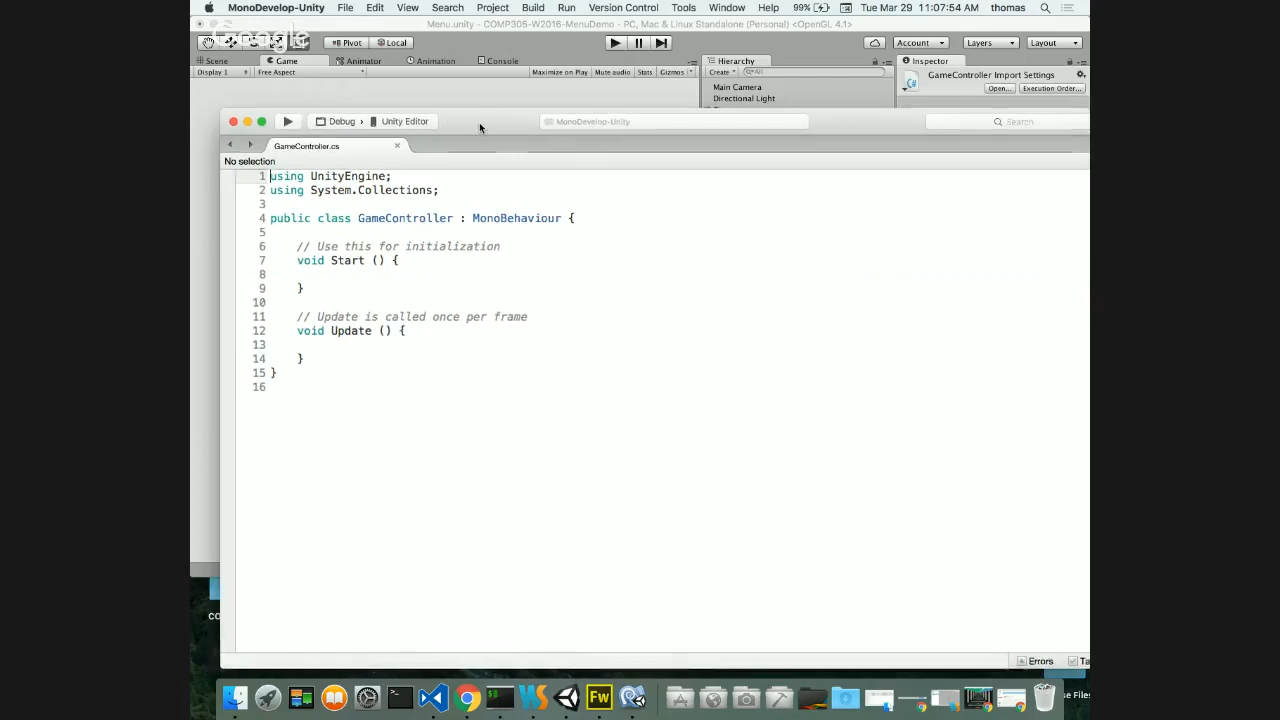 MonoDevelop-Unity File Edit View Search Project Build Run Version Control Tools Window Help 99% Tue Mar 29 11:07:54 AM thomas
Menu.unity - COMP305-W2016-MenuDemo - PC, Mac & Linux Standalone (Personal) <OpenGL 4.1>
Google
Pivot Local Account Layers Layout
Scene Game Animator Animation Console Hierarchy Inspector
Display 1 Free Aspect Maximize on Play Mute audio Stats Gizmos Create All
GameController Import Settings
Main Camera Open... Execution Order...
Directional Light
C#
Debug › Unity Editor MonoDevelop-Unity Search
GameController.cs
No selection
1 using UnityEngine;
2 using System.Collections;
3
4 public class GameController : MonoBehaviour {
5
6 // Use this for initialization
7 void Start () {
8
9 }
10
11 // Update is called once per frame
12 void Update () {
13
14 }
15 }
16
co
Errors Ta
Fw
e Files